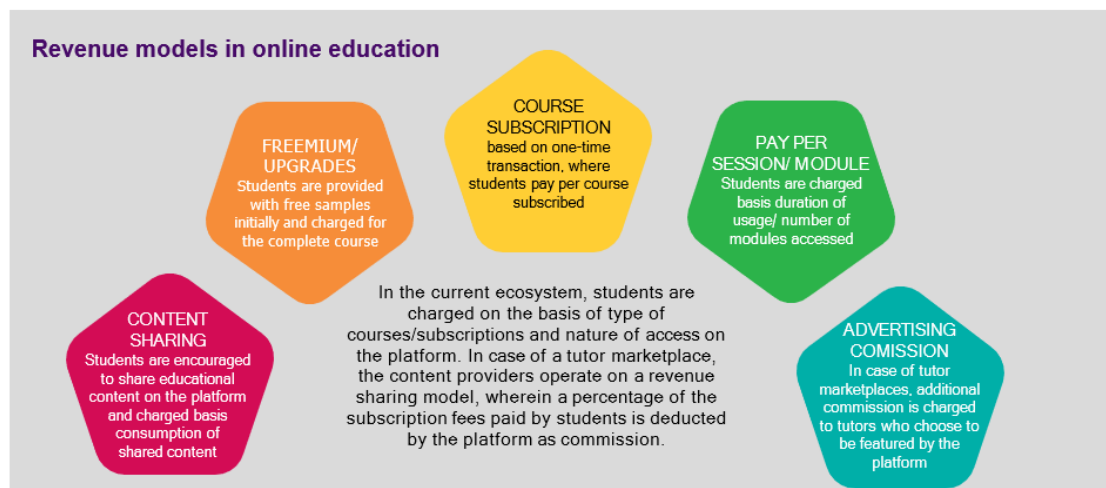 Revenue models in online education
CONTENT
SHARING
Students are encouraged
to share educational
content on the platform
and charged basis
consumption of
shared content
FREEMIUM/
UPGRADES
Students are provided
with free samples
initially and charged for
the complete course
COURSE
SUBSCRIPTION
based on one-time
transaction, where
students pay per course
subscribed
PAY PER
SESSION/ MODULE
Students are charged
basis duration of
usage/ number of
modules accessed
ADVERTISING
COMISSION
In case of tutor
marketplaces, additional
commission is charged
to tutors who choose to
be featured by the
platform
In the current ecosystem, students are
charged on the basis of type of
courses/subscriptions and nature of access on
the platform. In case of a tutor marketplace,
the content providers operate on a revenue
sharing model, wherein a percentage of the
subscription fees paid by students is deducted
by the platform as commission.